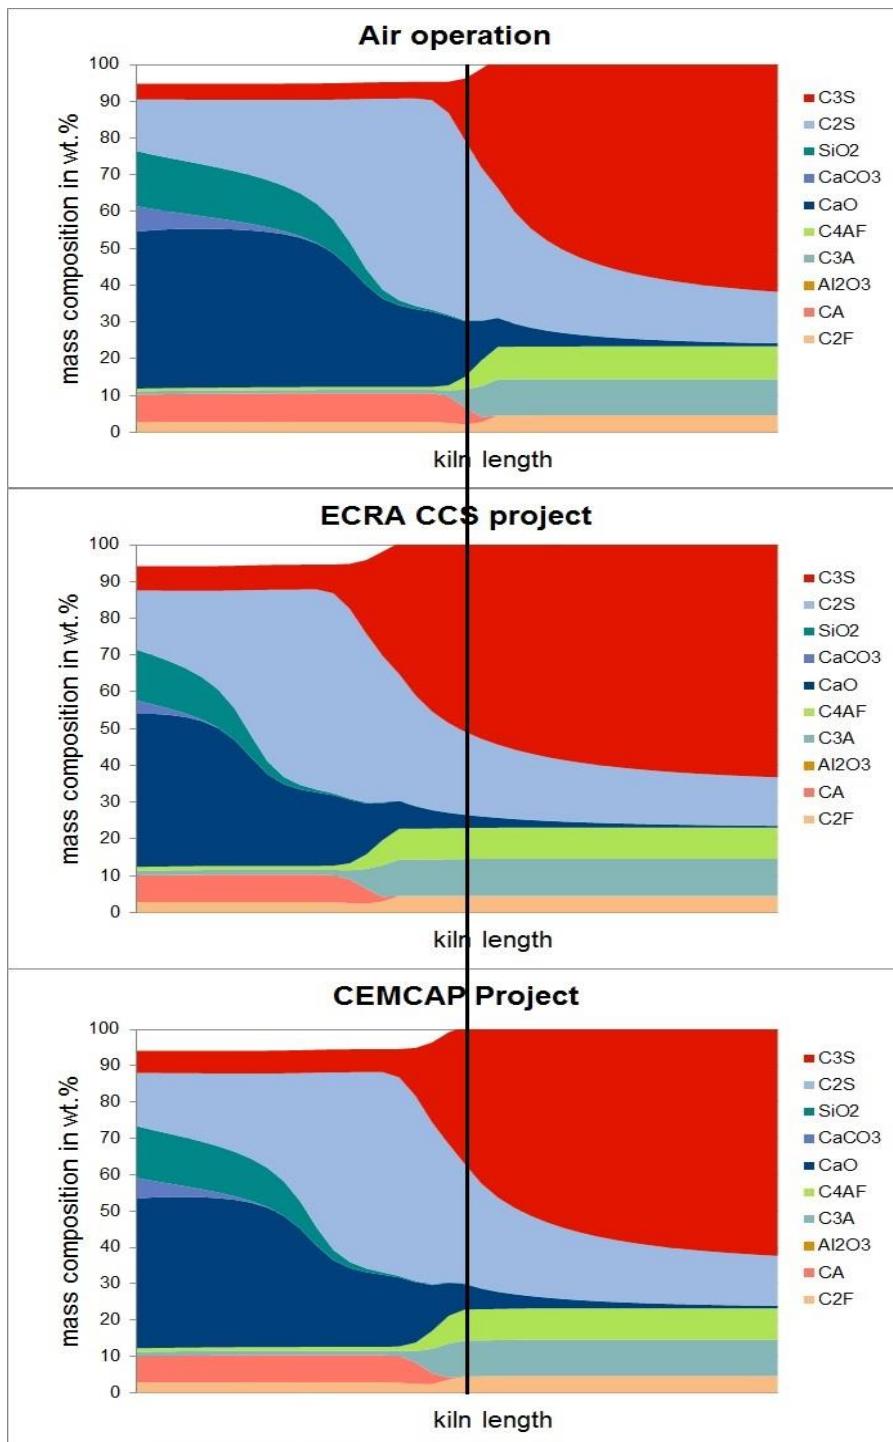 Air operation
mass composition in wt.%
100
90
80
70
60
50
40
30
20
10
0
kiln length
C3S
C2S
SiO2
CaCO3
CaO
C4AF
C3A
Al2O3
CA
C2F
ECRA CCS project
mass composition in wt.%
100
90
80
70
60
50
40
30
20
10
0
kiln length
C3S
C2S
SiO2
CaCO3
CaO
C4AF
C3A
Al2O3
CA
C2F
CEMCAP Project
mass composition in wt.%
100
90
80
70
60
50
40
30
20
10
0
kiln length
C3S
C2S
SiO2
CaCO3
CaO
C4AF
C3A
Al2O3
CA
C2F